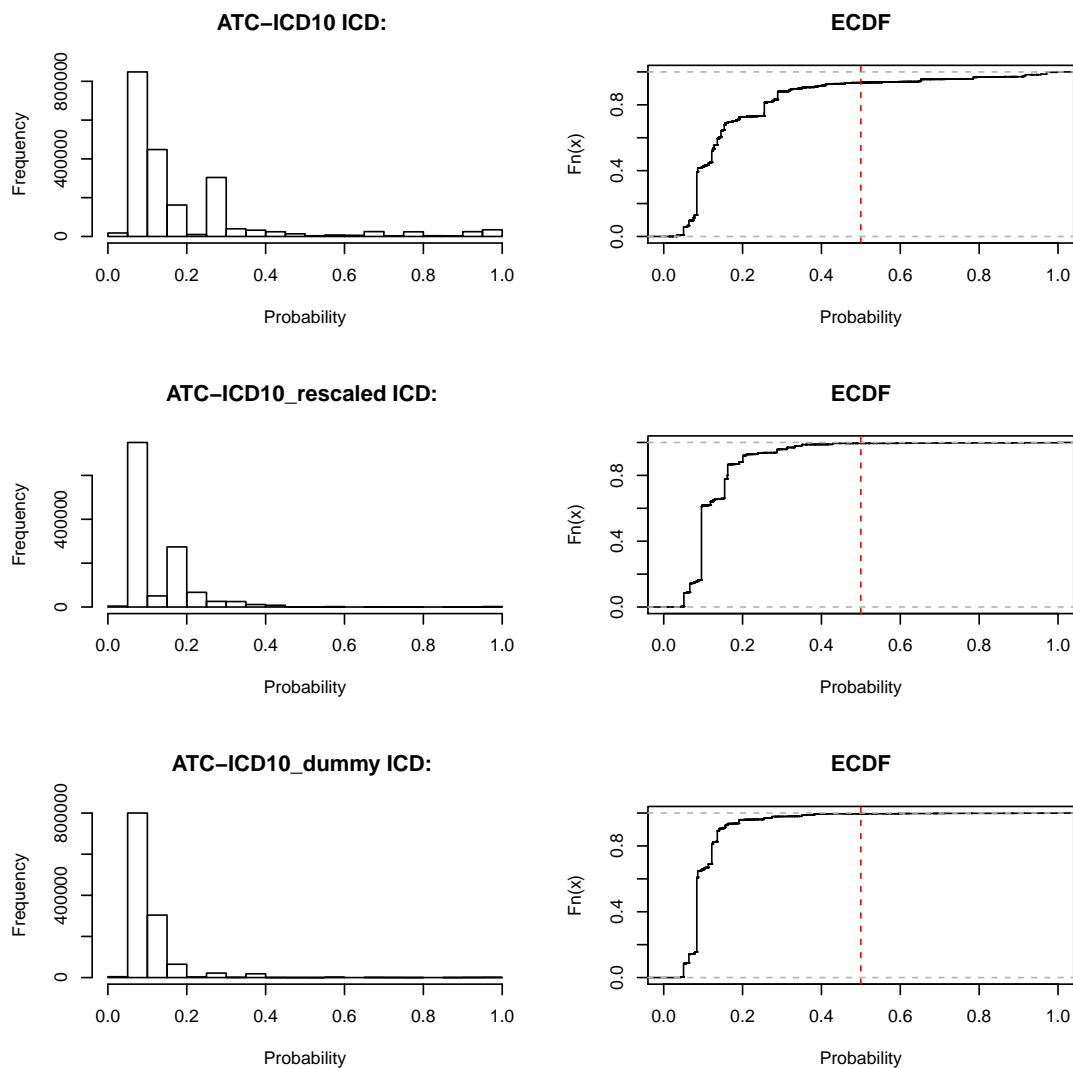 ATC−ICD10 ICD:
Frequency
800000
400000
0
0.0 0.2 0.4 0.6 0.8 1.0
Probability
ECDF
Fn(x)
0.8
0.4
0.0
0.0 0.2 0.4 0.6 0.8 1.0
Probability
ATC−ICD10_rescaled ICD:
Frequency
400000
0
0.0 0.2 0.4 0.6 0.8 1.0
Probability
ECDF
Fn(x)
0.8
0.4
0.0
0.0 0.2 0.4 0.6 0.8 1.0
Probability
ATC−ICD10_dummy ICD:
Frequency
800000
400000
0
0.0 0.2 0.4 0.6 0.8 1.0
Probability
ECDF
Fn(x)
0.8
0.4
0.0
0.0 0.2 0.4 0.6 0.8 1.0
Probability